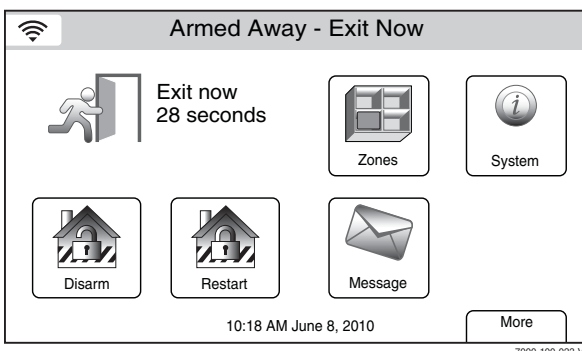 Armed Away - Exit Now
Exit now
28 seconds
Zones
System
Disarm
Restart
Message
10:18 AM June 8, 2010
More